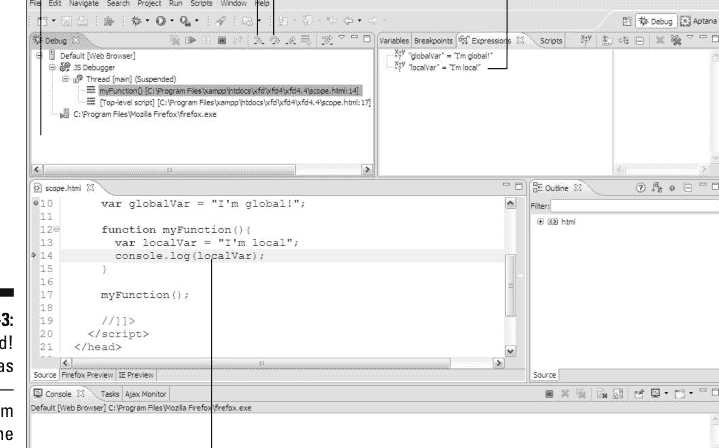 File Edit Navigate Search Project Run Scripts Window Help
Debug Aptana
Debug
Default [Web Browser]
JS Debugger
Thread [main] (Suspended)
myFunction() [C:\Program Files\xampp\htdocs\xfd\xfd4\xfd4.4\scope.html:14]
[Top-level script] [C:\Program Files\xampp\htdocs\xfd\xfd4\xfd4.4\scope.html:17]
C:\Program Files\Mozilla Firefox\firefox.exe
Variables Breakpoints Expressions Scripts
"globalVar" = "I'm global!"
"localVar" = "I'm local"
scope.html
10 var globalVar = "I'm global!";
11
12 function myFunction(){
13 var localVar = "I'm local";
14 console.log(localVar);
15 }
16
17 myFunction();
18
19 //]]>
20 </script>
21 </head>
Source Firefox Preview IE Preview
Outline
Filter:
html
Source
Console Tasks Ajax Monitor
Default [Web Browser] C:\Program Files\Mozilla Firefox\firefox.exe
-3:
d!
as
m
ne